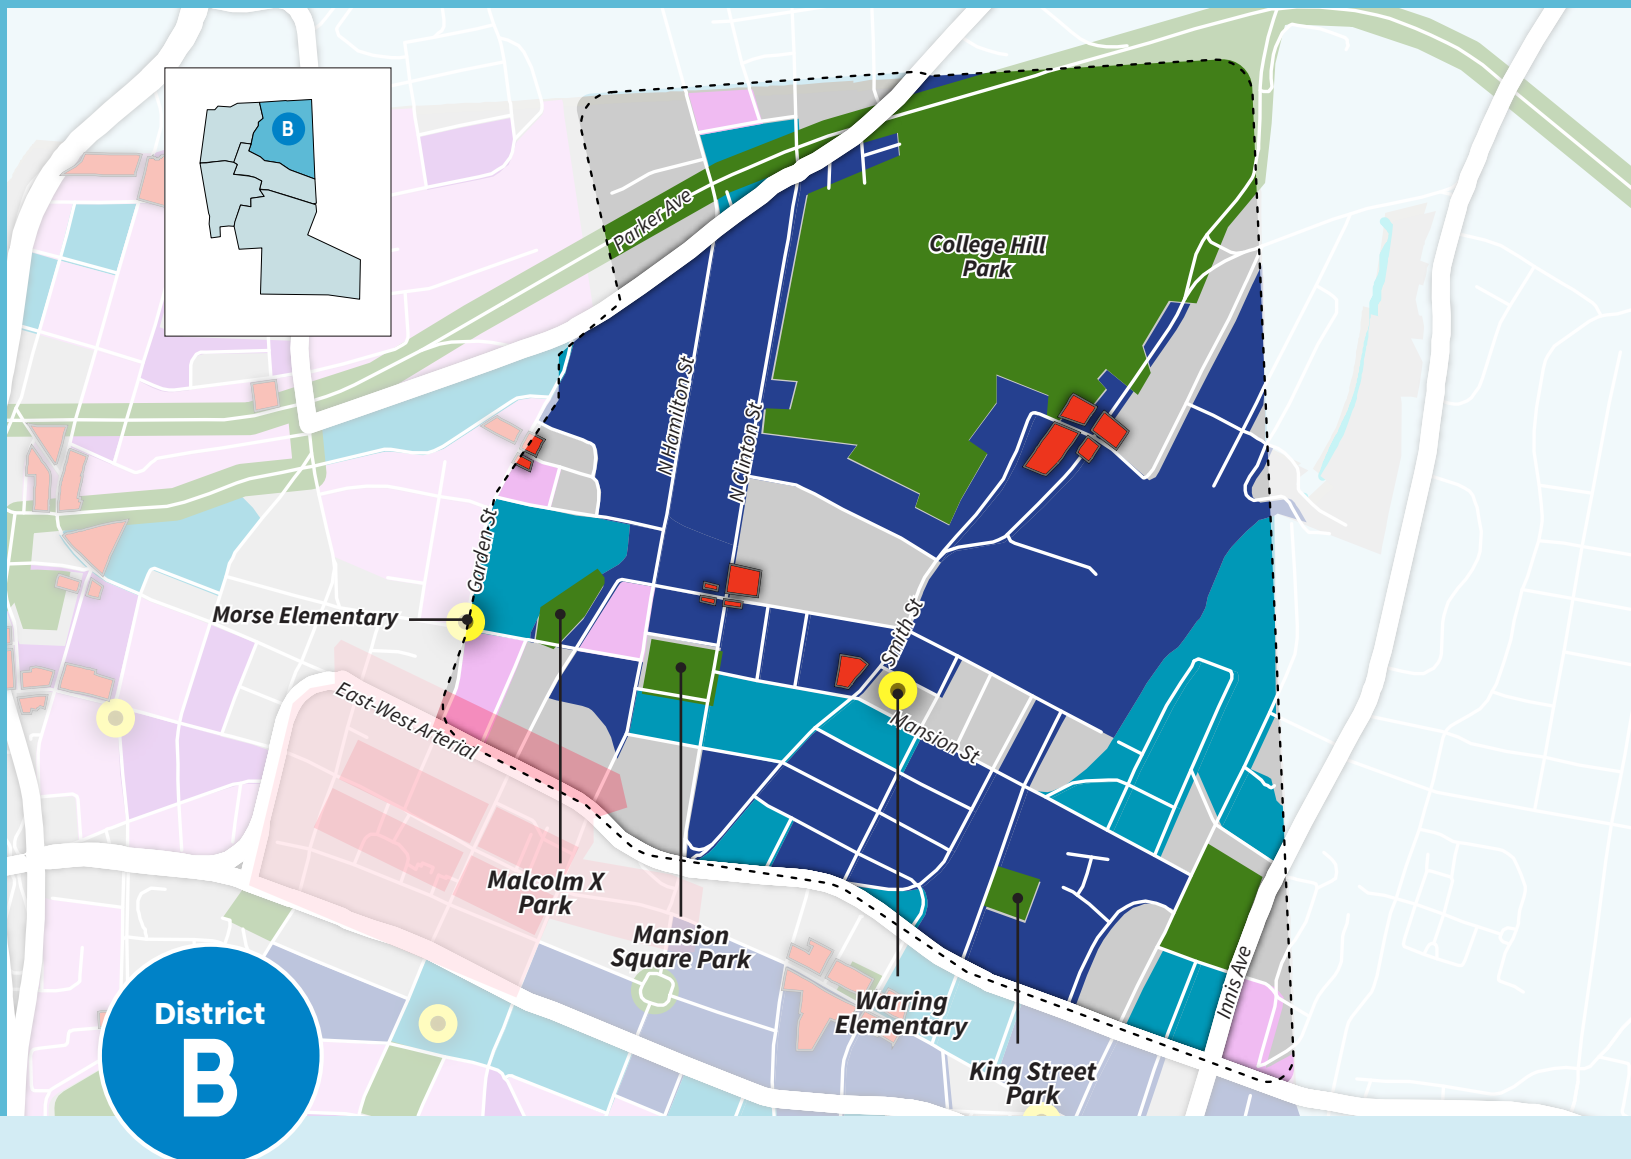 B
Parker Ave
College Hill
Park
N Hamilton St
N Clinton St
Garden St
Morse Elementary
Smith St
East-West Arterial
Mansion St
Malcolm X
Park
Mansion
Square Park
Warring
Elementary
Innis Ave
King Street
Park
District
B